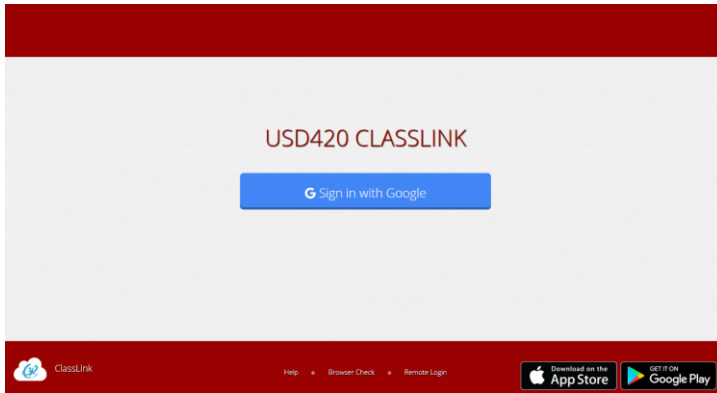 USD420 CLASSLINK
G Sign in with Google
ClassLink
Help • Browser Check • Remote Login
Download on the
App Store
GET IT ON
Google Play